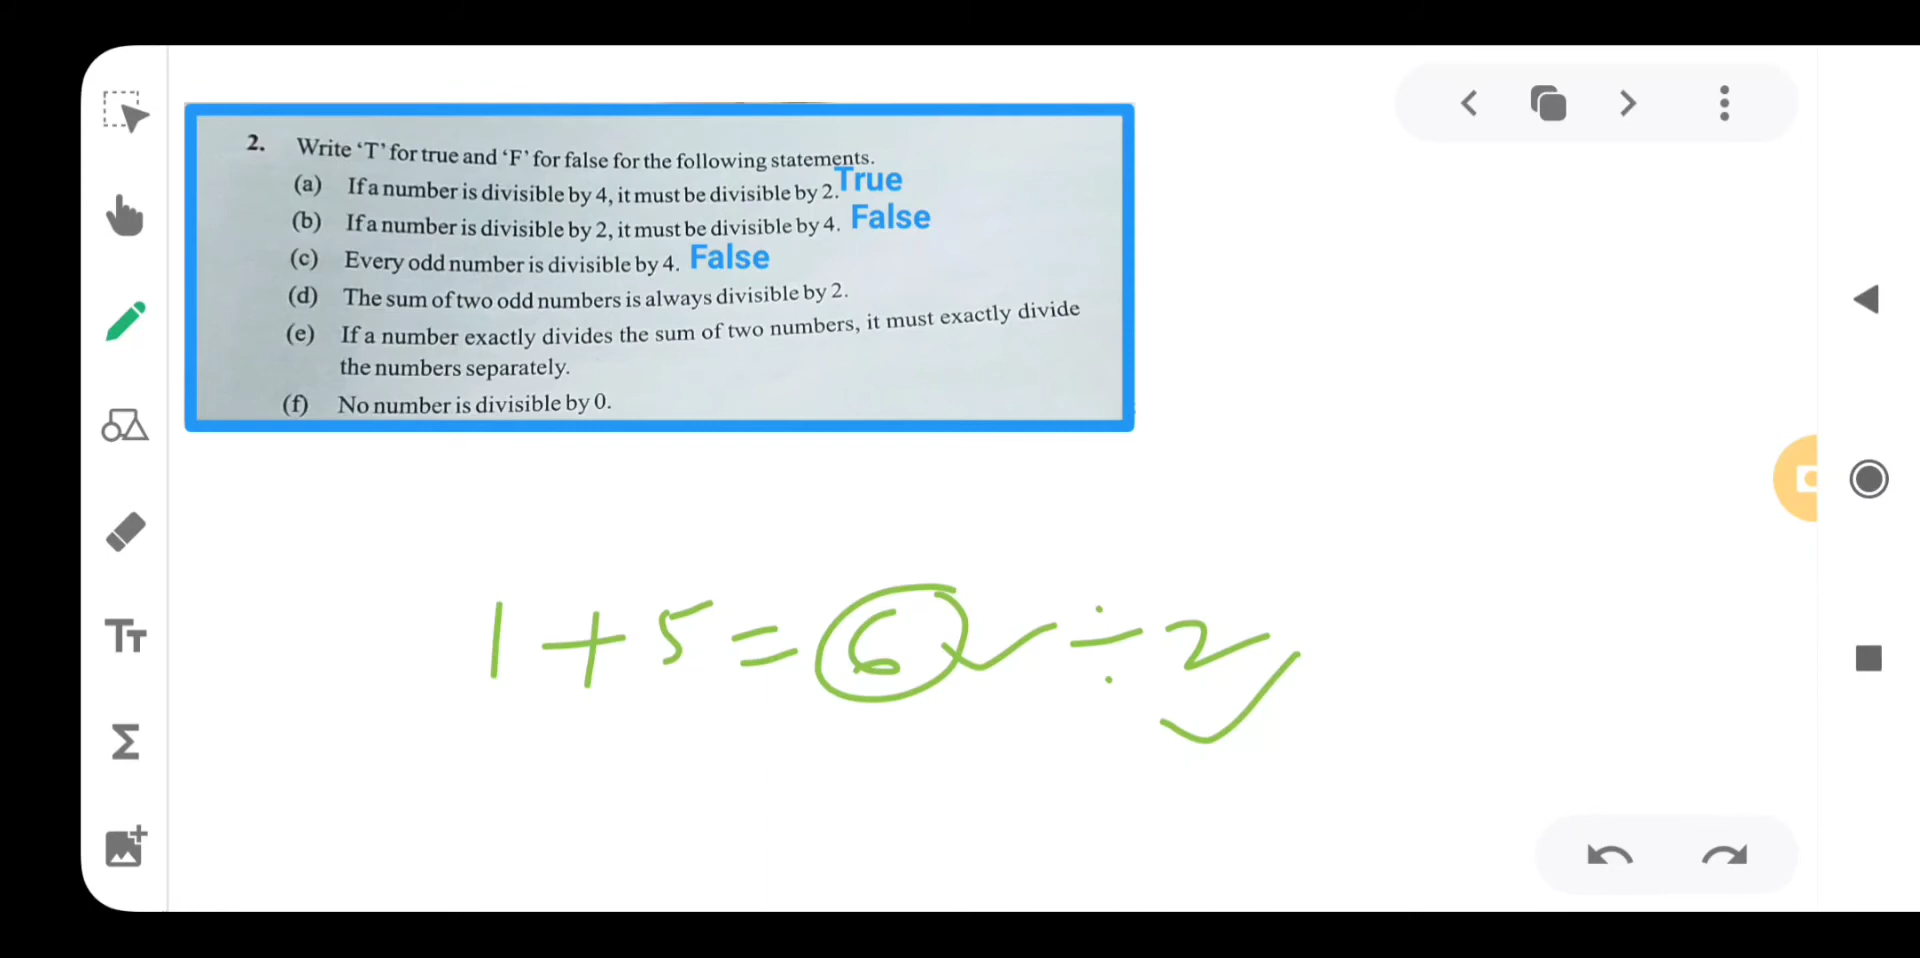 2. Write ‘T’ for true and ‘F’ for false for the following statements.
(a) If a number is divisible by 4, it must be divisible by 2. True
(b) If a number is divisible by 2, it must be divisible by 4. False
(c) Every odd number is divisible by 4. False
(d) The sum of two odd numbers is always divisible by 2.
(e) If a number exactly divides the sum of two numbers, it must exactly divide
the numbers separately.
(f) No number is divisible by 0.
1 + 5 = 6 ÷ 2
TT
Σ